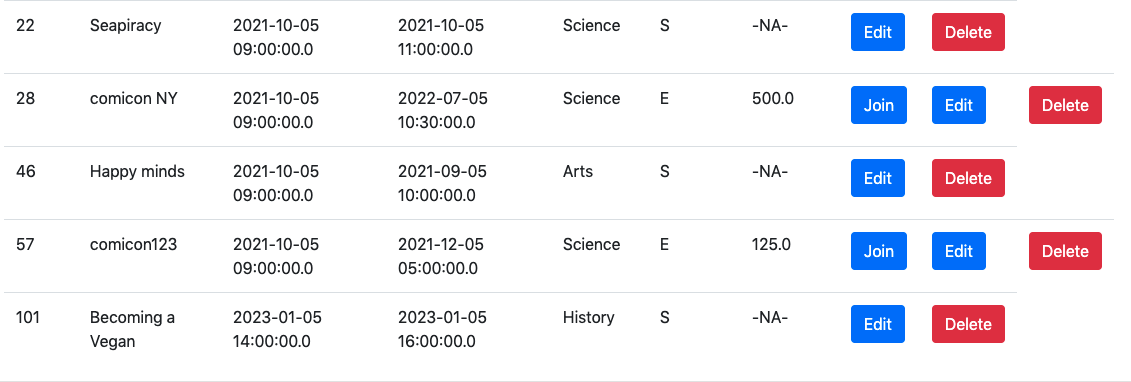 22 Seapiracy 2021-10-05 2021-10-05 Science S -NA- Edit Delete
09:00:00.0 11:00:00.0
28 comicon NY 2021-10-05 2022-07-05 Science E 500.0 Join Edit Delete
09:00:00.0 10:30:00.0
46 Happy minds 2021-10-05 2021-09-05 Arts S -NA- Edit Delete
09:00:00.0 10:00:00.0
57 comicon123 2021-10-05 2021-12-05 Science E 125.0 Join Edit Delete
09:00:00.0 05:00:00.0
101 Becoming a 2023-01-05 2023-01-05 History S -NA- Edit Delete
Vegan 14:00:00.0 16:00:00.0